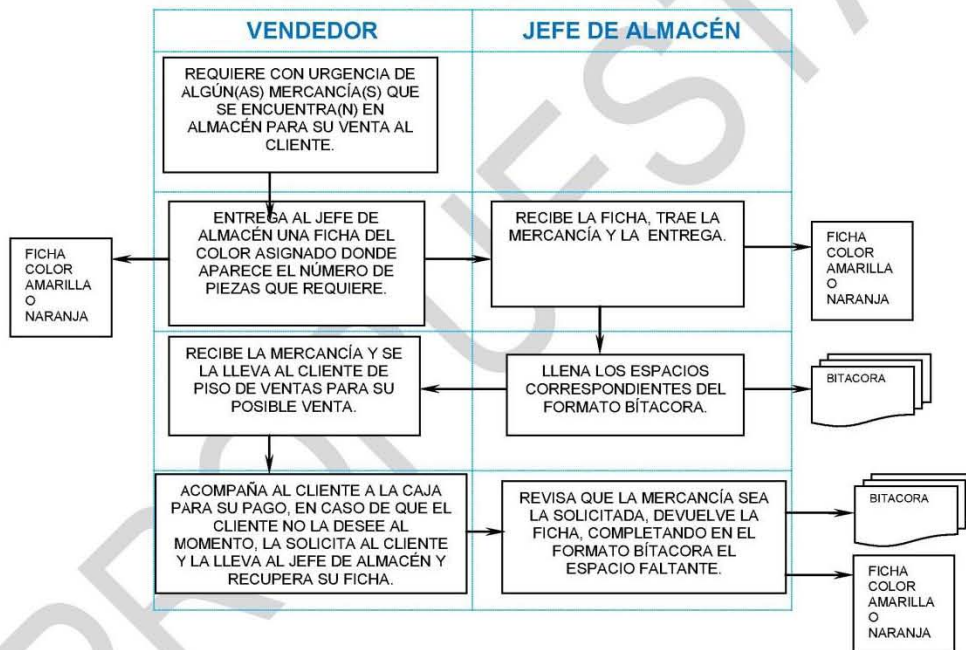 VENDEDOR
JEFE DE ALMACÉN
REQUIERE CON URGENCIA DE
ALGÚN(AS) MERCANCÍA(S) QUE
SE ENCUENTRA(N) EN
ALMACÉN PARA SU VENTA AL
CLIENTE.
FICHA
COLOR
AMARILLA
O
NARANJA
ENTREGA AL JEFE DE
ALMACÉN UNA FICHA DEL
COLOR ASIGNADO DONDE
APARECE EL NÚMERO DE
PIEZAS QUE REQUIERE.
RECIBE LA FICHA, TRAE LA
MERCANCÍA Y LA ENTREGA.
FICHA
COLOR
AMARILLA
O
NARANJA
RECIBE LA MERCANCÍA Y SE
LA LLEVA AL CLIENTE DE
PISO DE VENTAS PARA SU
POSIBLE VENTA.
LLENA LOS ESPACIOS
CORRESPONDIENTES DEL
FORMATO BÍTACORA.
BITACORA
ACOMPAÑA AL CLIENTE A LA CAJA
PARA SU PAGO, EN CASO DE QUE EL
CLIENTE NO LA DESEE AL
MOMENTO, LA SOLICITA AL CLIENTE
Y LA LLEVA AL JEFE DE ALMACÉN Y
RECUPERA SU FICHA.
REVISA QUE LA MERCANCÍA SEA
LA SOLICITADA, DEVUELVE LA
FICHA, COMPLETANDO EN EL
FORMATO BÍTACORA EL
ESPACIO FALTANTE.
BITACORA
FICHA
COLOR
AMARILLA
O
NARANJA
PROPUESTA